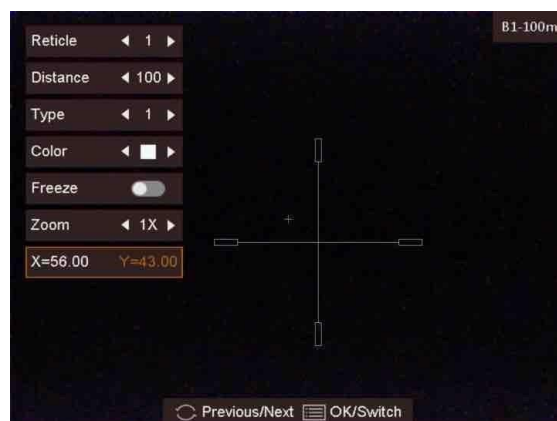 B1-100m
Reticle 1
Distance 100
Type 1
Color
Freeze
Zoom 1X
X=56.00 Y=43.00
Previous/Next OK/Switch